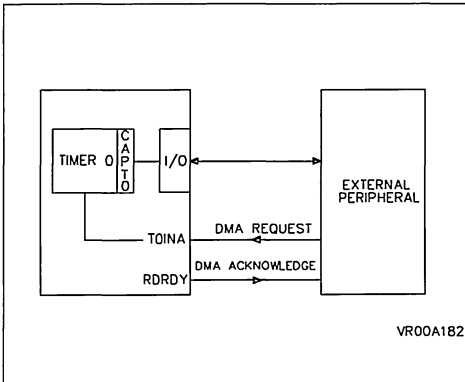 TIMER 0
CAPT0
I/O
EXTERNAL
PERIPHERAL
T0INA
DMA REQUEST
DMA ACKNOWLEDGE
RDRDY
VR00A182